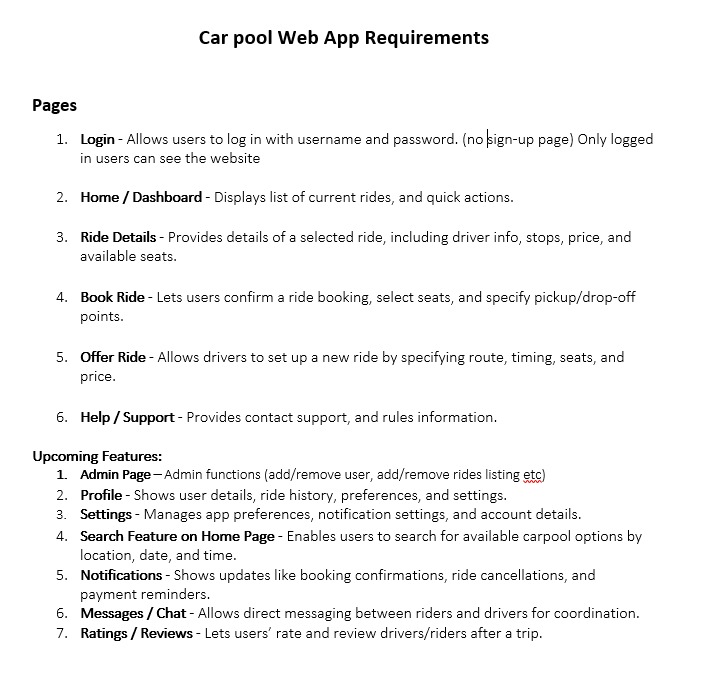 Car pool Web App Requirements
Pages
1. Login - Allows users to log in with username and password. (no sign-up page) Only logged
in users can see the website
2. Home / Dashboard - Displays list of current rides, and quick actions.
3. Ride Details - Provides details of a selected ride, including driver info, stops, price, and
available seats.
4. Book Ride - Lets users confirm a ride booking, select seats, and specify pickup/drop-off
points.
5. Offer Ride - Allows drivers to set up a new ride by specifying route, timing, seats, and
price.
6. Help / Support - Provides contact support, and rules information.
Upcoming Features:
1. Admin Page – Admin functions (add/remove user, add/remove rides listing etc)
2. Profile - Shows user details, ride history, preferences, and settings.
3. Settings - Manages app preferences, notification settings, and account details.
4. Search Feature on Home Page - Enables users to search for available carpool options by
location, date, and time.
5. Notifications - Shows updates like booking confirmations, ride cancellations, and
payment reminders.
6. Messages / Chat - Allows direct messaging between riders and drivers for coordination.
7. Ratings / Reviews - Lets users’ rate and review drivers/riders after a trip.